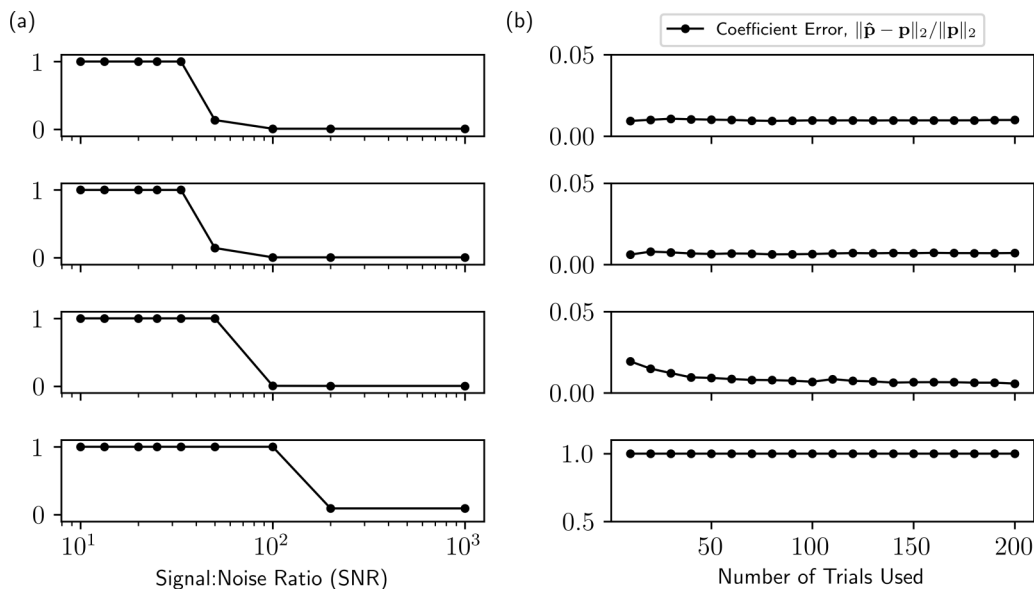 (a)
1
0
1
0
1
0
1
0
10¹ 10² 10³
Signal:Noise Ratio (SNR)
(b)
Coefficient Error, ‖p̂ − p‖₂/‖p‖₂
0.05
0.00
0.05
0.00
0.05
0.00
1.0
0.5
50 100 150 200
Number of Trials Used